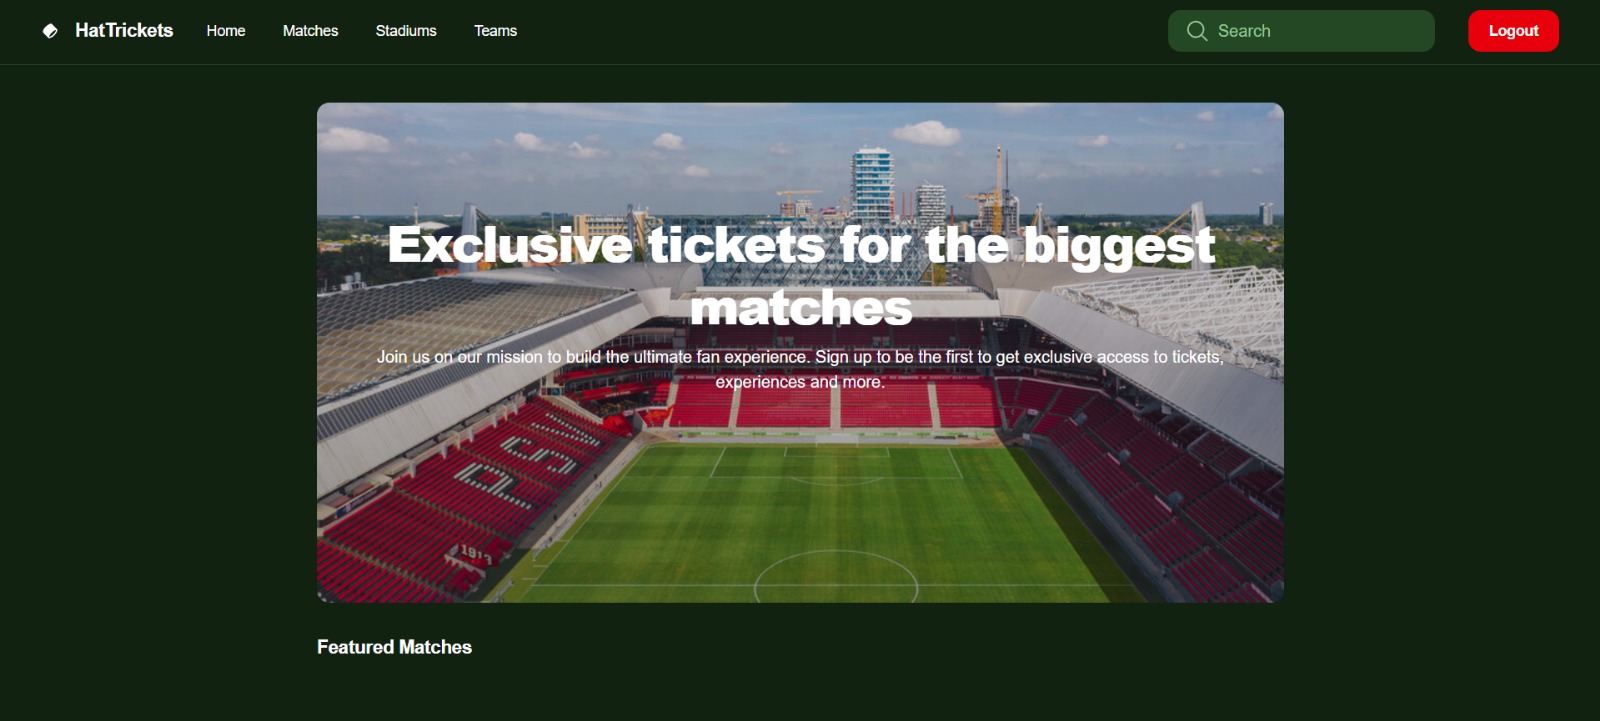 HatTrickets
Home
Matches
Stadiums
Teams
Search
Logout
Exclusive tickets for the biggest
matches
Join us on our mission to build the ultimate fan experience. Sign up to be the first to get exclusive access to tickets,
experiences and more.
PSV
1913
Featured Matches